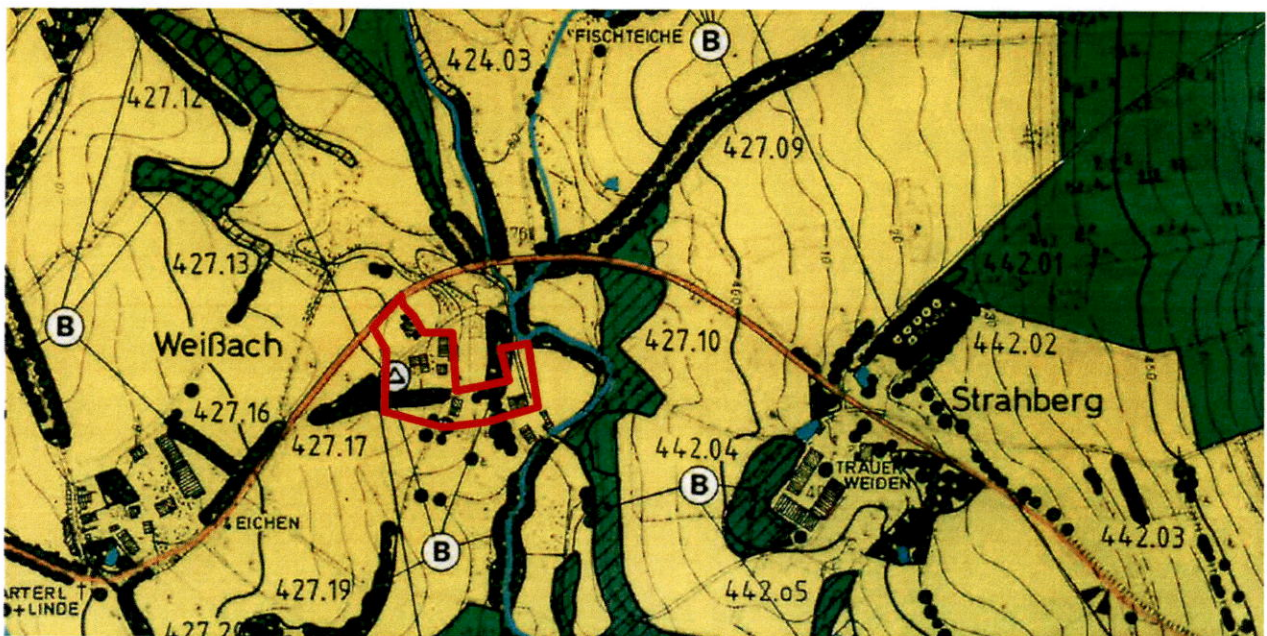 FISCHTEICHE
B
424.03
427.12
427.09
427.13
442.01
B
Weißach
427.10
442.02
427.16
Strahberg
427.17
442.04
B
TRAUER
WEIDEN
EICHEN
B
442.03
427.19
442.05
ARTERL
+LINDE